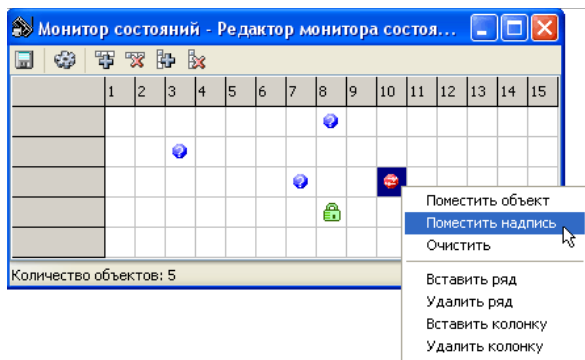 Монитор состояний - Редактор монитора состоя...
1 2 3 4 5 6 7 8 9 10 11 12 13 14 15
Поместить объект
Поместить надпись
Очистить
Количество объектов: 5
Вставить ряд
Удалить ряд
Вставить колонку
Удалить колонку